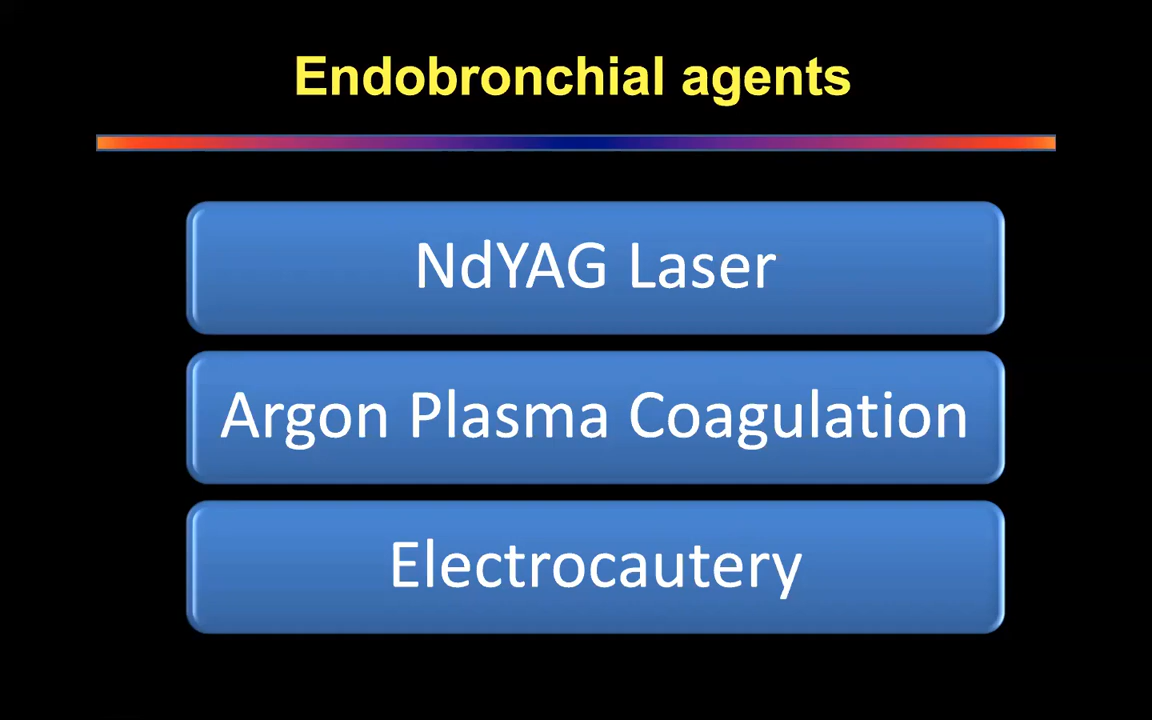 Endobronchial agents
NdYAG Laser
Argon Plasma Coagulation
Electrocautery